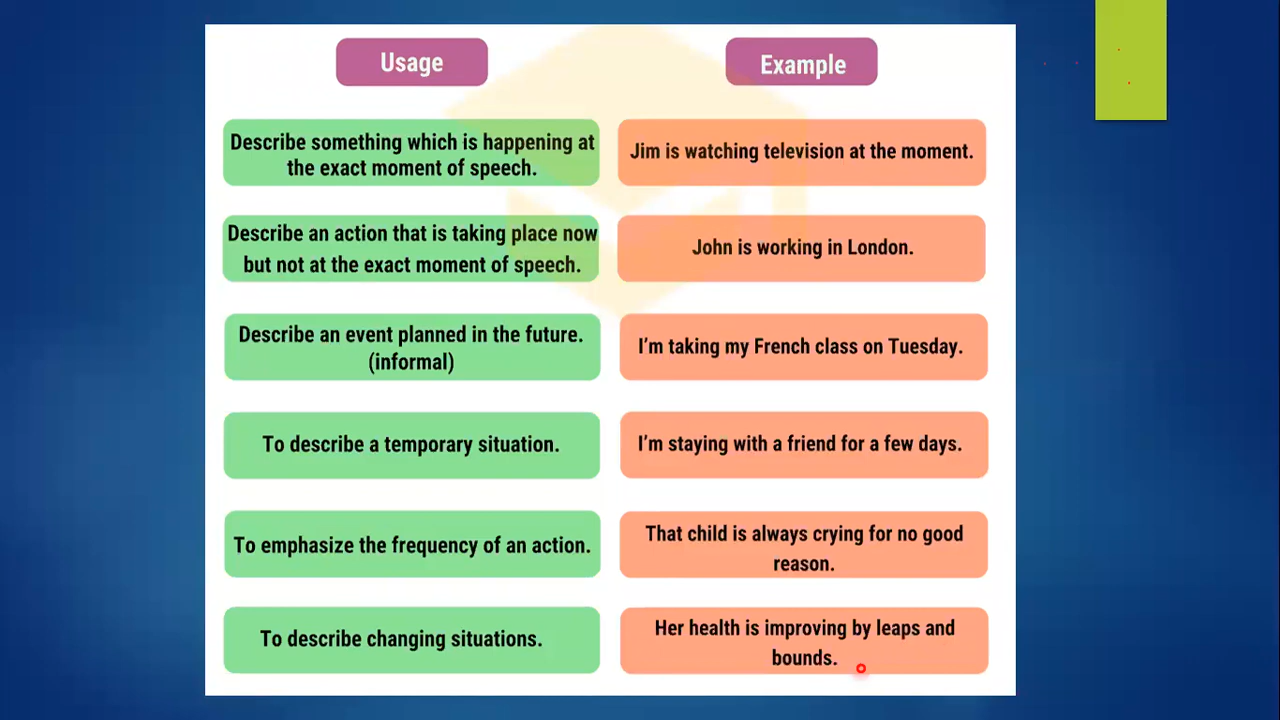 Usage
Example
Describe something which is happening at
the exact moment of speech.
Jim is watching television at the moment.
Describe an action that is taking place now
but not at the exact moment of speech.
John is working in London.
Describe an event planned in the future.
(informal)
I'm taking my French class on Tuesday.
To describe a temporary situation.
I'm staying with a friend for a few days.
To emphasize the frequency of an action.
That child is always crying for no good
reason.
To describe changing situations.
Her health is improving by leaps and
bounds.